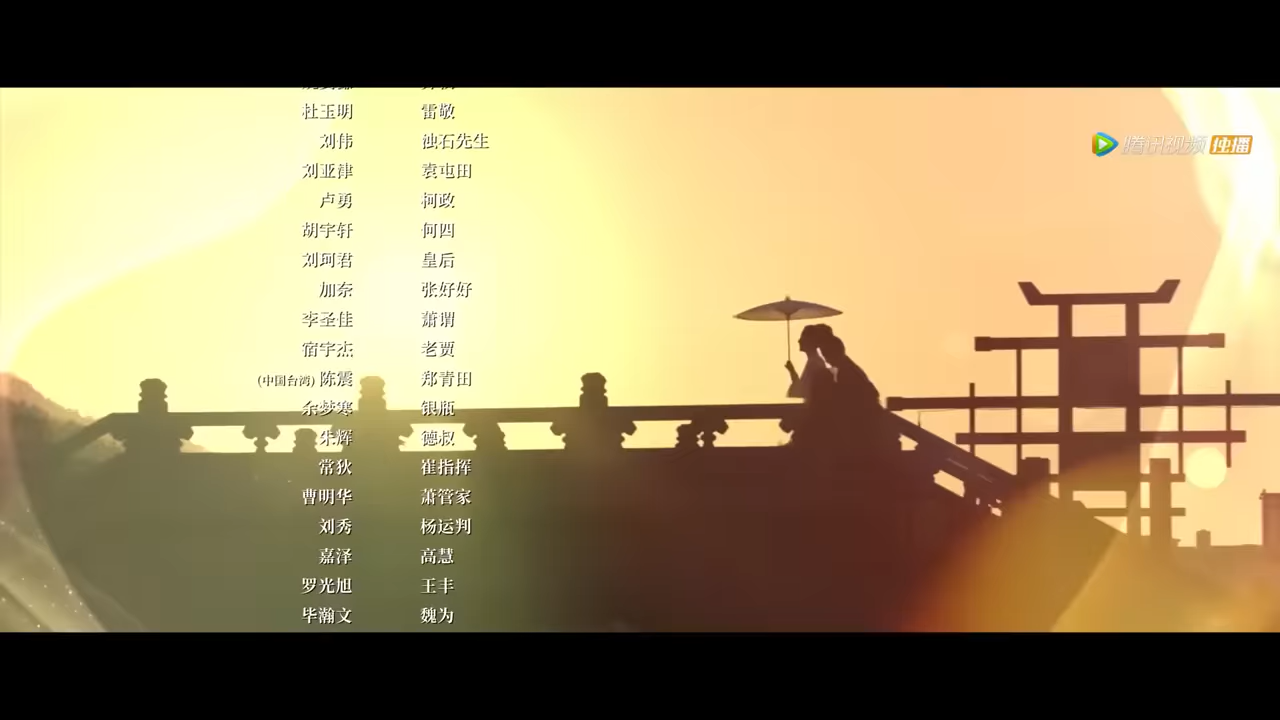 杜玉明 雷敬
刘伟 浊石先生
刘亚津 袁屯田
卢勇 柯政
胡宇轩 何四
刘珂君 皇后
加奈 张好好
李圣佳 萧谓
宿宇杰 老贾
(中国台湾) 陈震 郑青田
余梦寒 银瓶
朱辉 德叔
常狄 崔指挥
曹明华 萧管家
刘秀 杨运判
嘉泽 高慧
罗光旭 王丰
毕瀚文 魏为
腾讯视频 独播